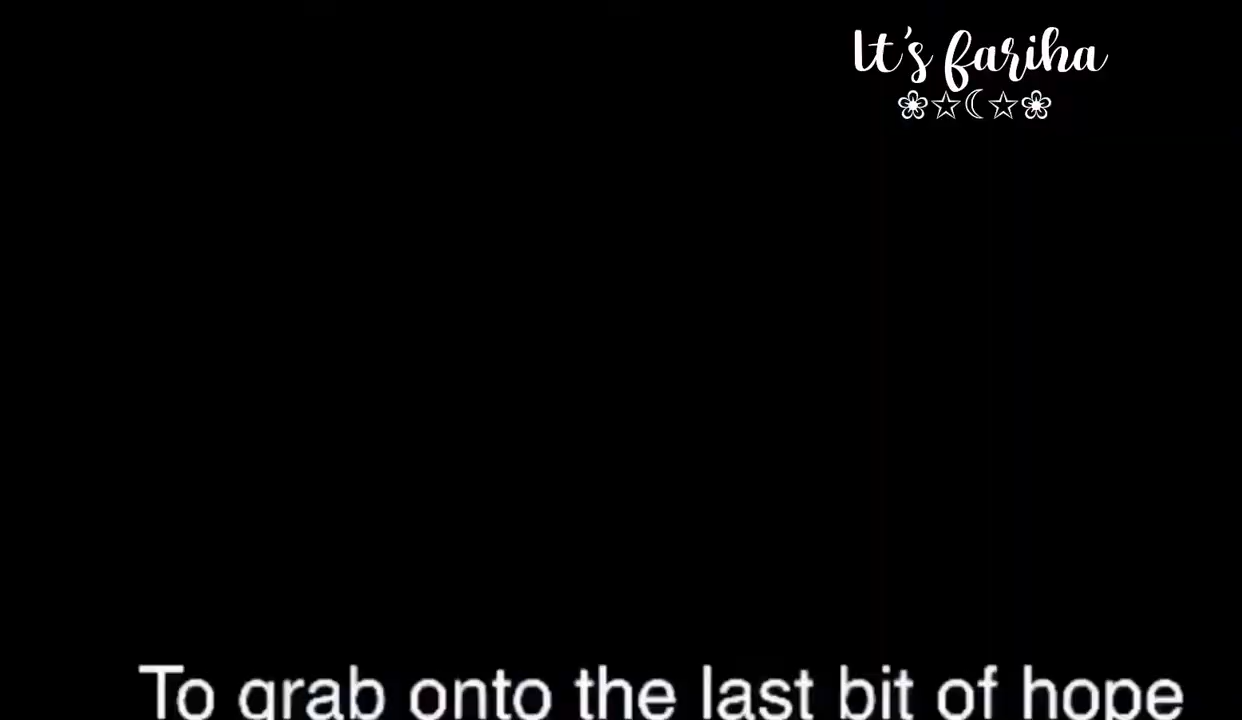 It's fariha
❀☆☾☆❀
To grab onto the last bit of hope